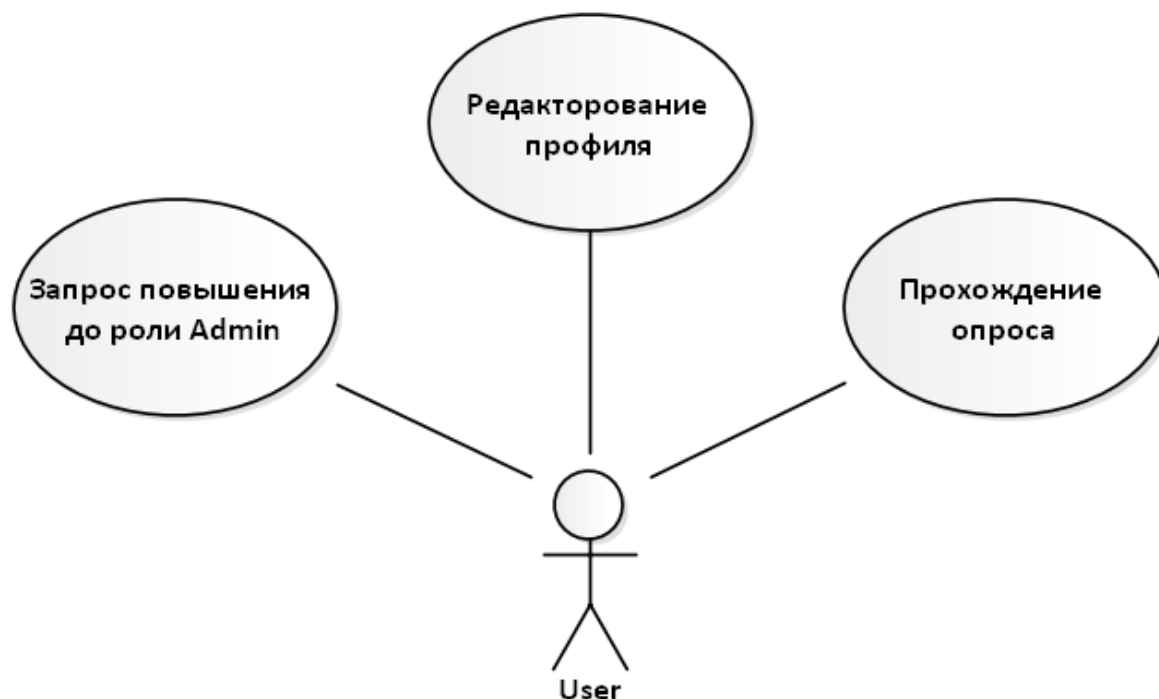 Редакторование
профиля
Запрос повышения
до роли Admin
Прохождение
опроса
User